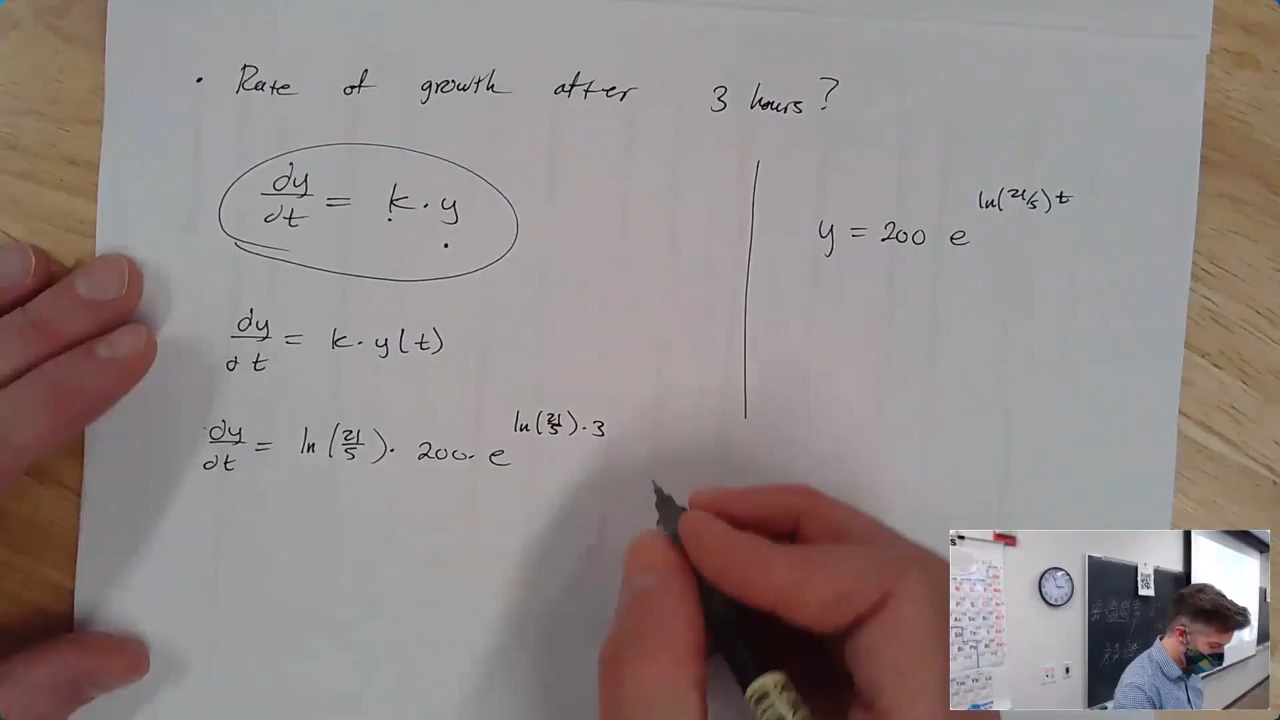 • Rate of growth after 3 hours?
dy/dt = k · y
y = 200 e^{ln(21/5)t}
dy/dt = k · y(t)
dy/dt = ln(21/5) · 200 · e^{ln(21/5) · 3}